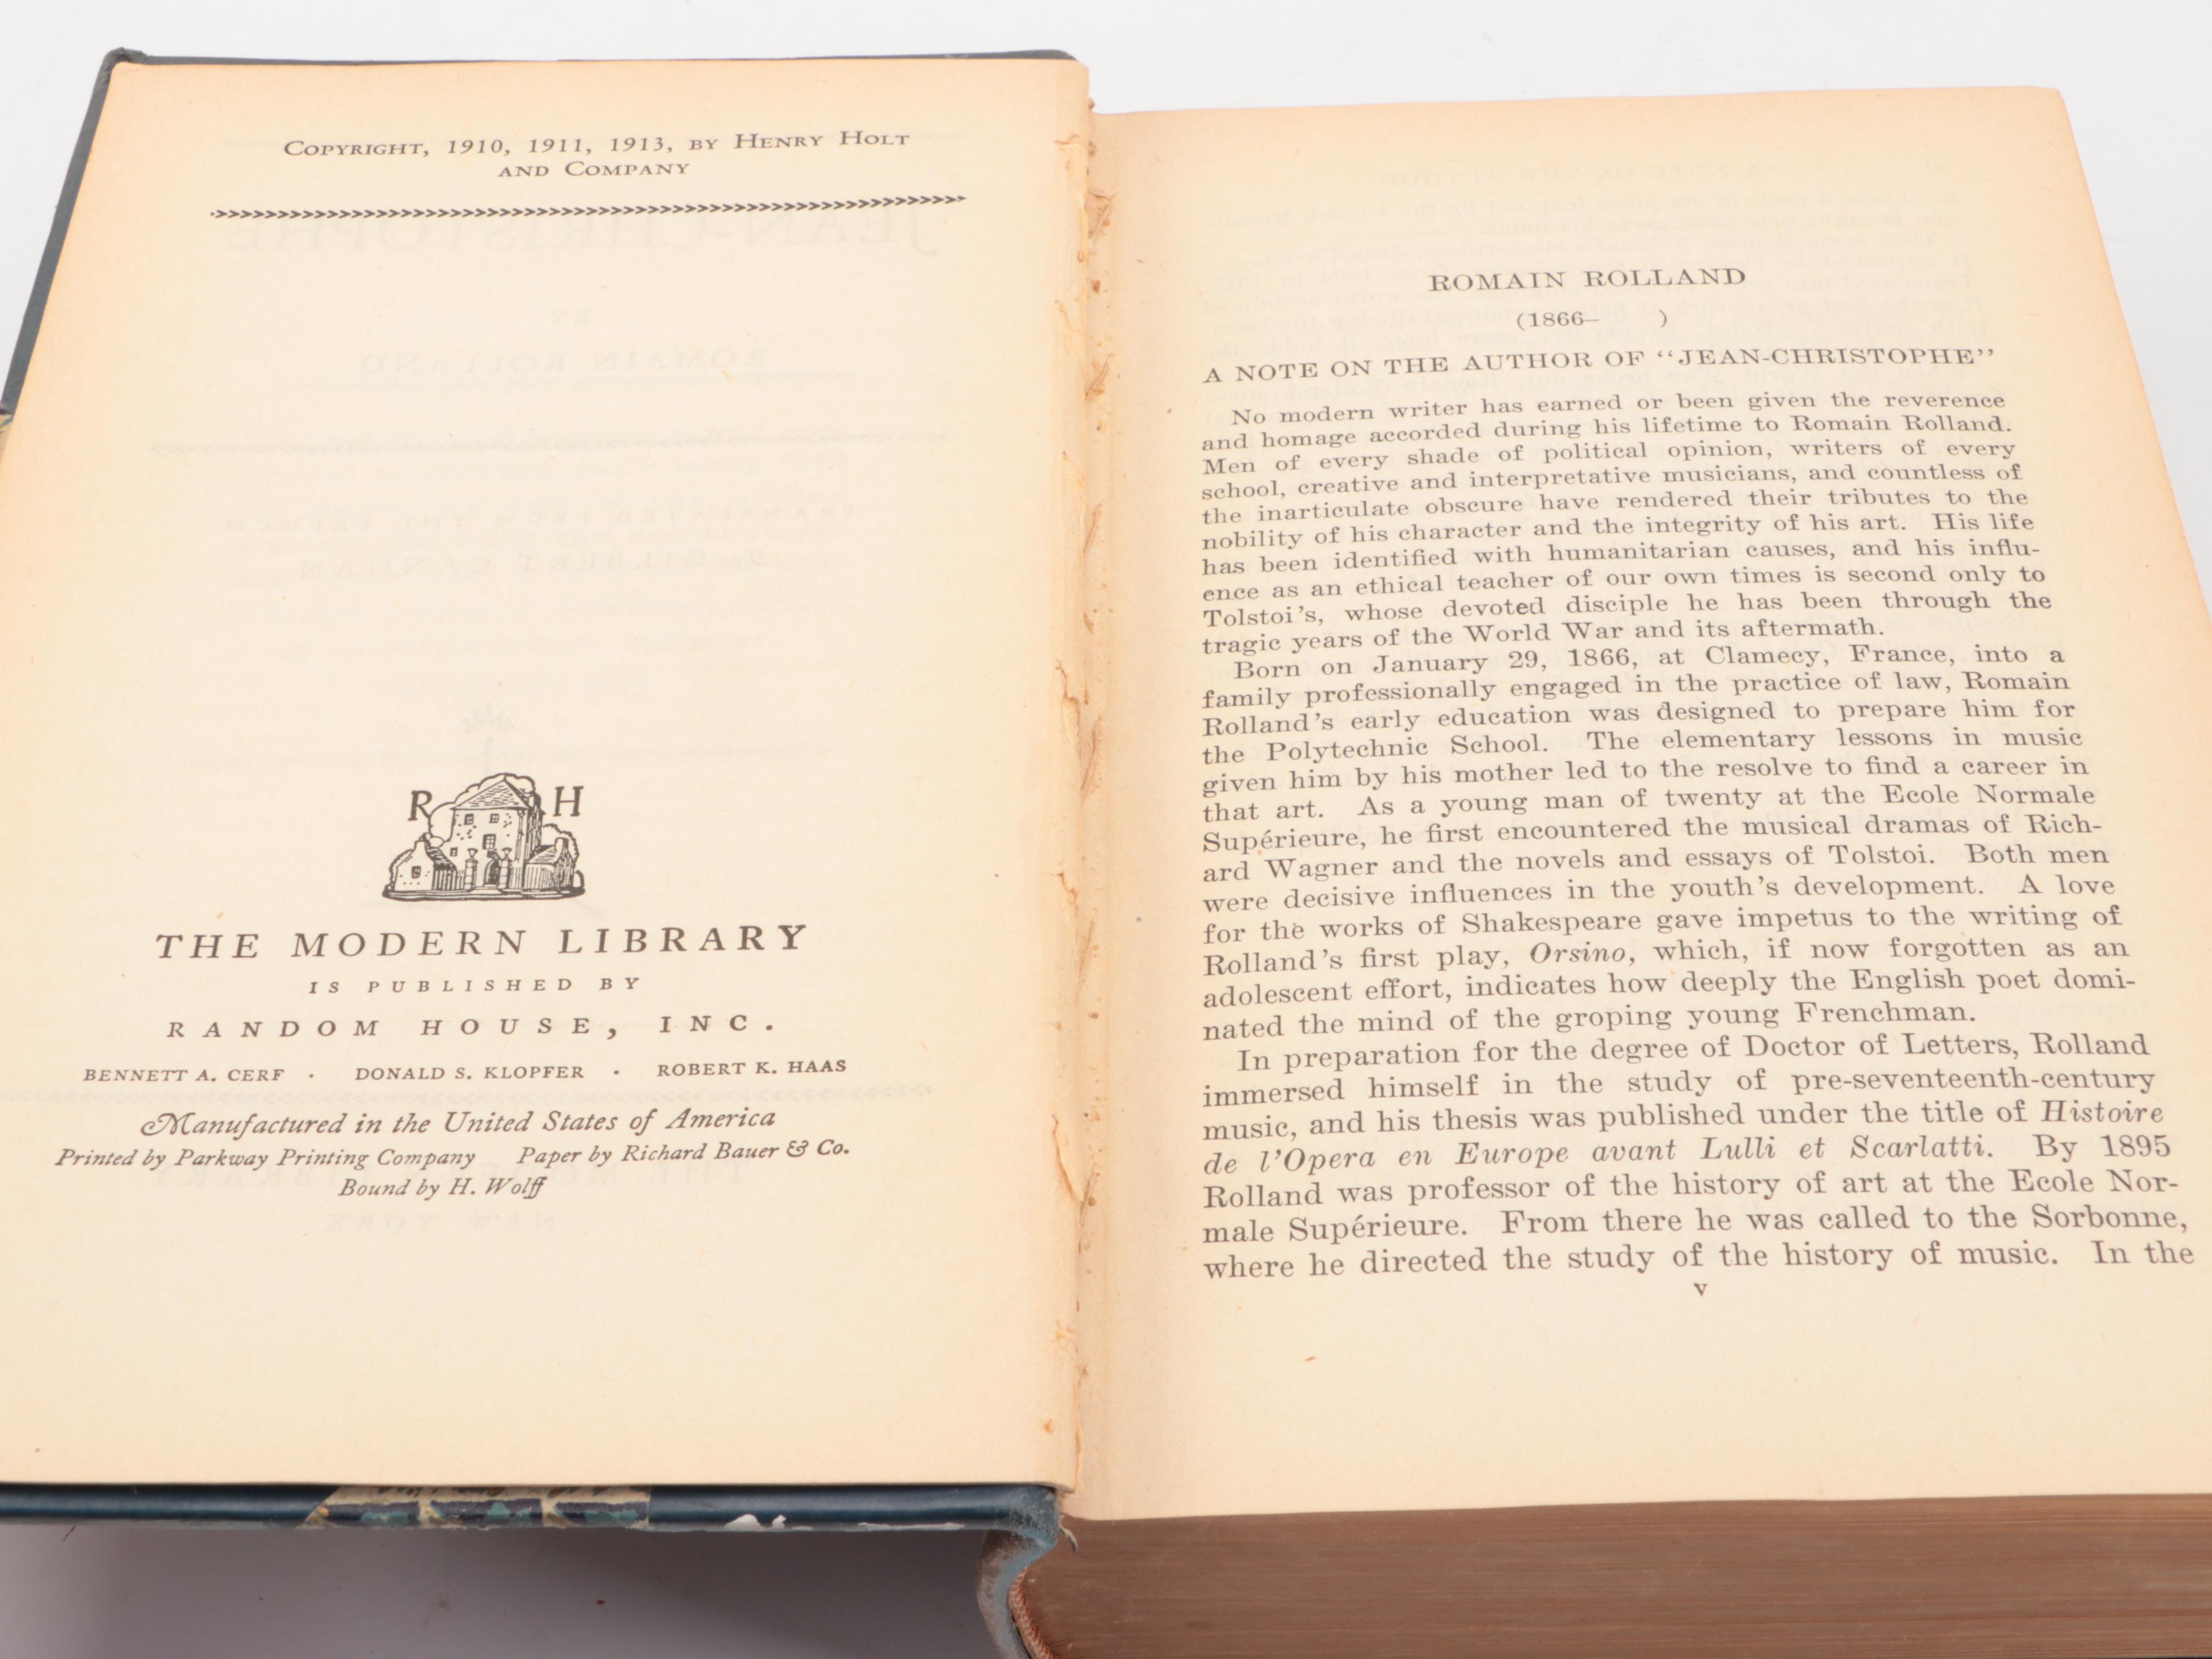 COPYRIGHT, 1910, 1911, 1913, BY HENRY HOLT
AND COMPANY
R H
THE MODERN LIBRARY
IS PUBLISHED BY
RANDOM HOUSE, INC.
BENNETT A. CERF · DONALD S. KLOPFER · ROBERT K. HAAS
Manufactured in the United States of America
Printed by Parkway Printing Company Paper by Richard Bauer & Co.
Bound by H. Wolff
ROMAIN ROLLAND
(1866– )
A NOTE ON THE AUTHOR OF “JEAN-CHRISTOPHE”
No modern writer has earned or been given the reverence
and homage accorded during his lifetime to Romain Rolland.
Men of every shade of political opinion, writers of every
school, creative and interpretative musicians, and countless of
the inarticulate obscure have rendered their tributes to the
nobility of his character and the integrity of his art. His life
has been identified with humanitarian causes, and his influ-
ence as an ethical teacher of our own times is second only to
Tolstoi’s, whose devoted disciple he has been through the
tragic years of the World War and its aftermath.
Born on January 29, 1866, at Clamecy, France, into a
family professionally engaged in the practice of law, Romain
Rolland’s early education was designed to prepare him for
the Polytechnic School. The elementary lessons in music
given him by his mother led to the resolve to find a career in
that art. As a young man of twenty at the Ecole Normale
Supérieure, he first encountered the musical dramas of Rich-
ard Wagner and the novels and essays of Tolstoi. Both men
were decisive influences in the youth’s development. A love
for the works of Shakespeare gave impetus to the writing of
Rolland’s first play, Orsino, which, if now forgotten as an
adolescent effort, indicates how deeply the English poet domi-
nated the mind of the groping young Frenchman.
In preparation for the degree of Doctor of Letters, Rolland
immersed himself in the study of pre-seventeenth-century
music, and his thesis was published under the title of Histoire
de l’Opera en Europe avant Lulli et Scarlatti. By 1895
Rolland was professor of the history of art at the Ecole Nor-
male Supérieure. From there he was called to the Sorbonne,
where he directed the study of the history of music. In the
v